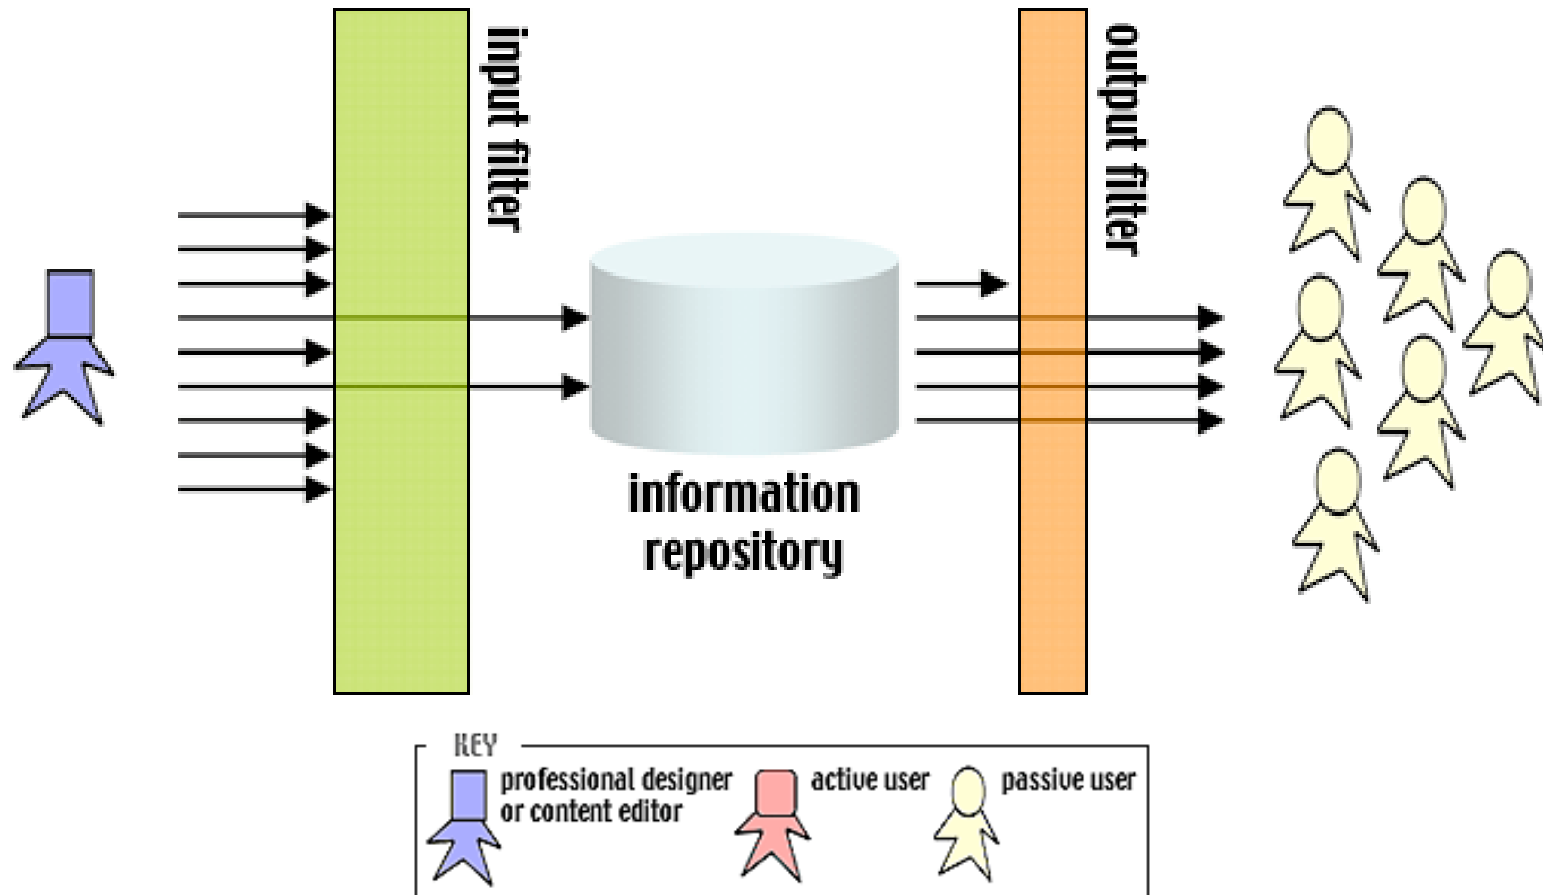 input filter
output filter
information
repository
KEY
professional designer
or content editor
active user
passive user